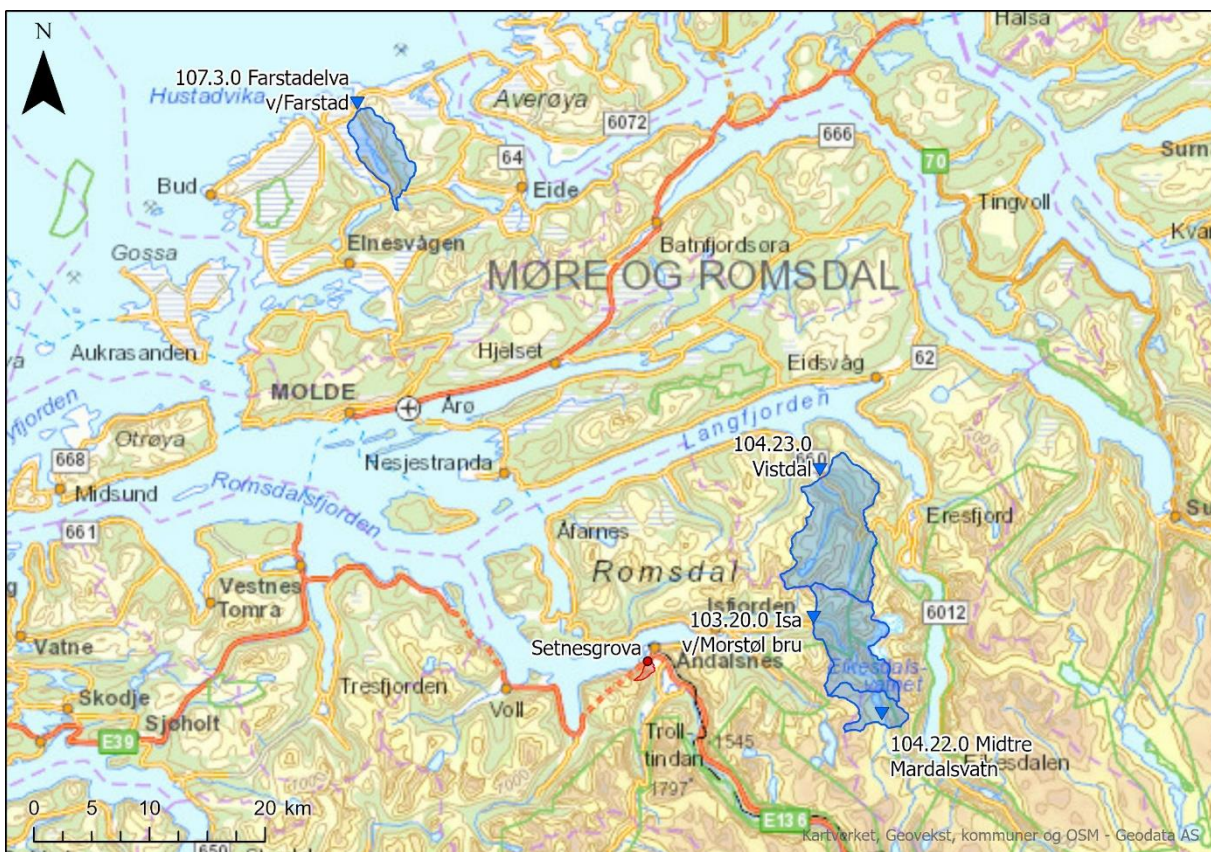 N
Halsa
107.3.0 Farstadelva
v/Farstad
Hustadvika
Averøya
6072
666
64
70
Surn
Bud
Eide
Tingvoll
Batnfjordsøra
Kva
Elnesvågen
Gossa
MØRE OG ROMSDAL
Aukrasanden
Hjelset
Eidsvåg
62
MOLDE
Årø
Langfjorden
yfjorden
Otrøya
668
Nesjestranda
104.23.0
Vistdal
660
Midsund
Romsdalsfjorden
661
Åfarnes
Eresfjord
Su
Vestnes
Tomra
Romsdal
Isfjorden
6012
103.20.0 Isa
v/Morstøl bru
Vatne
Setnesgrova
Åndalsnes
Eikesdals-
vatnet
Skodje
Tresfjorden
Voll
Sjøholt
E39
Troll-
tindan
1545
1797
104.22.0 Midtre
Mardalsvatn
Eikesdalen
0 5 10 20 km
E136
650
Kartverket, Geovekst, kommuner og OSM - Geodata AS